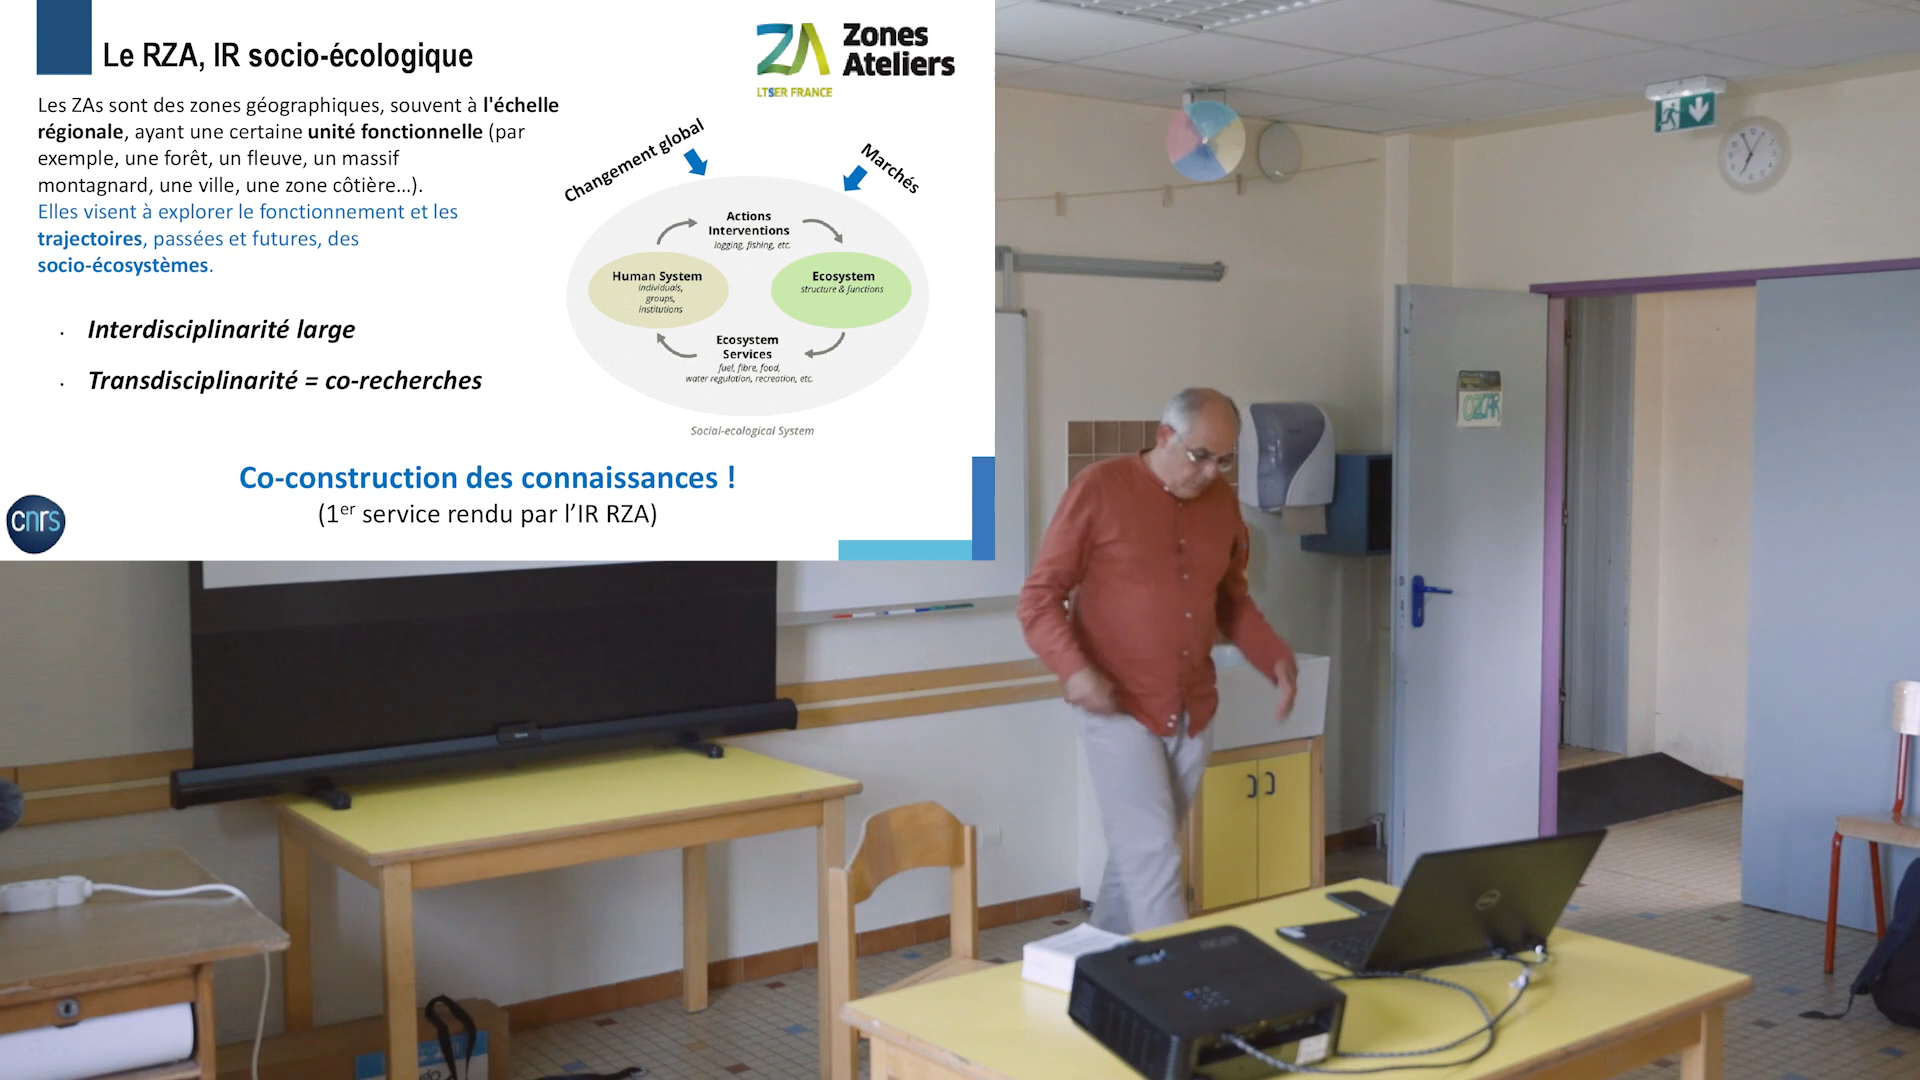 Le RZA, IR socio-écologique
Zones
Ateliers
LTSER FRANCE
Les ZAs sont des zones géographiques, souvent à l'échelle
régionale, ayant une certaine unité fonctionnelle (par
exemple, une forêt, un fleuve, un massif
montagnard, une ville, une zone côtière...).
Elles visent à explorer le fonctionnement et les
trajectoires, passées et futures, des
socio-écosystèmes.
• Interdisciplinarité large
• Transdisciplinarité = co-recherches
Changement global
Marchés
Actions
Interventions
logging, fishing, etc.
Human System
individuals,
groups,
institutions
Ecosystem
structure & functions
Ecosystem
Services
fuel, fibre, food,
water regulation, recreation, etc.
Social-ecological System
Co-construction des connaissances !
(1er service rendu par l'IR RZA)
cnrs
OZCAR
DELL